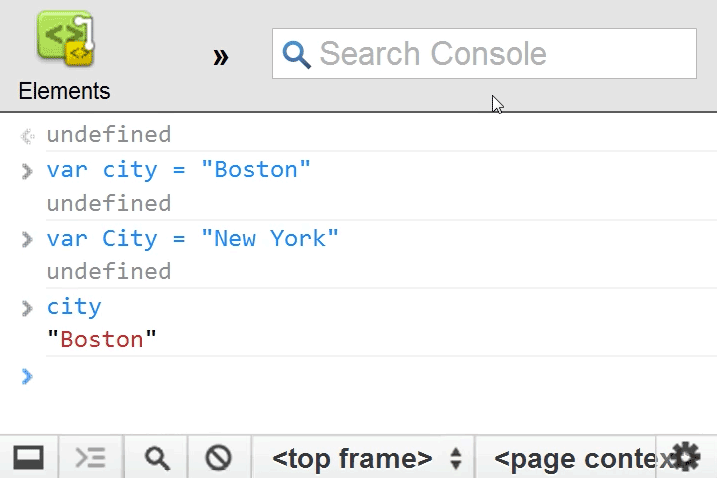 » Search Console
Elements
undefined
var city = "Boston"
undefined
var City = "New York"
undefined
city
"Boston"
<top frame> <page contex